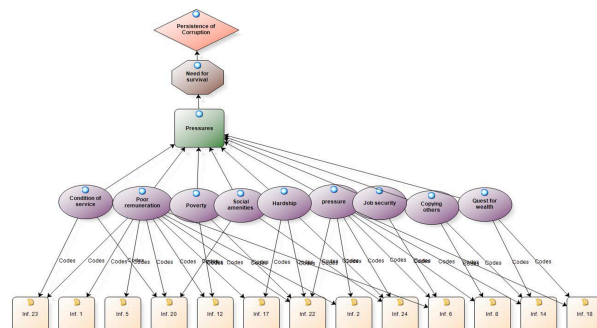 Persistence of
Corruption
Need for
survival
Pressures
Condition of
service
Poor
remuneration
Poverty
Social
amenities
Hardship
pressure
Job security
Copying
others
Quest for
wealth
Codes Codes Codes Codes Codes Codes Codes Codes Codes Codes Codes Codes Codes Codes Codes Codes Codes Codes
Inf. 23 Inf. 1 Inf. 5 Inf. 20 Inf. 12 Inf. 17 Inf. 22 Inf. 2 Inf. 24 Inf. 6 Inf. 8 Inf. 14 Inf. 18